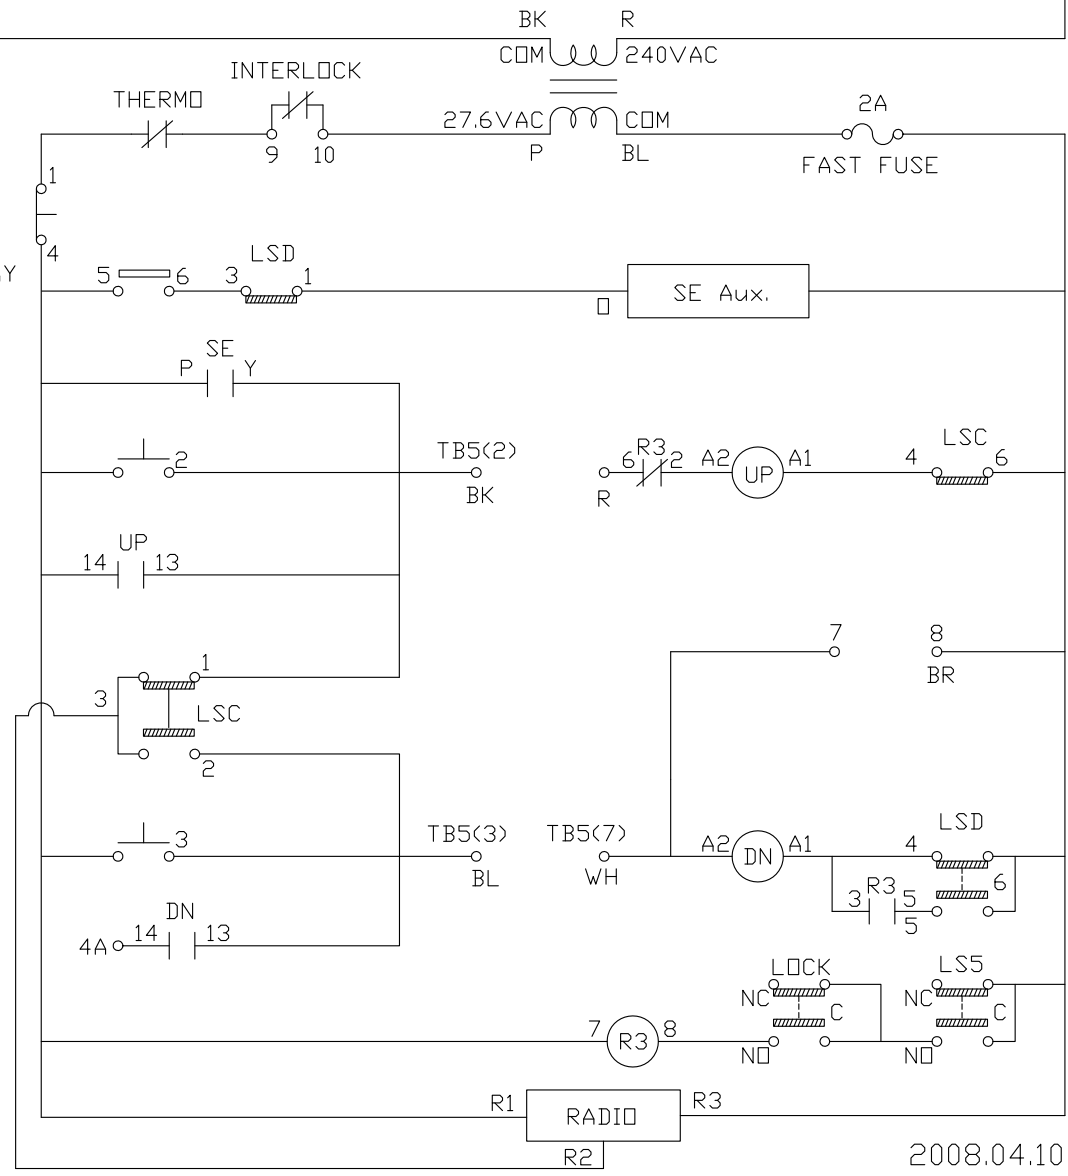 BK R
COM 240VAC
INTERLOCK
THERMO
2A
27.6VAC COM
9 10 P BL
FAST FUSE
1
4
Y
LSD
5 6 3 1
O
SE Aux.
SE
P Y
TB5(2)
2
BK
R3
6 2 A2 UP A1
R
LSC
4 6
UP
14 13
7 8
BR
1
3
LSC
2
TB5(3) TB5(7)
3
BL WH
A2 DN A1
LSD
4
6
R3
3 5
5
DN
4A 14 13
LOCK LS5
NC C NC C
7 R3 8
NO NO
R1 RADIO R3
R2
2008.04.10